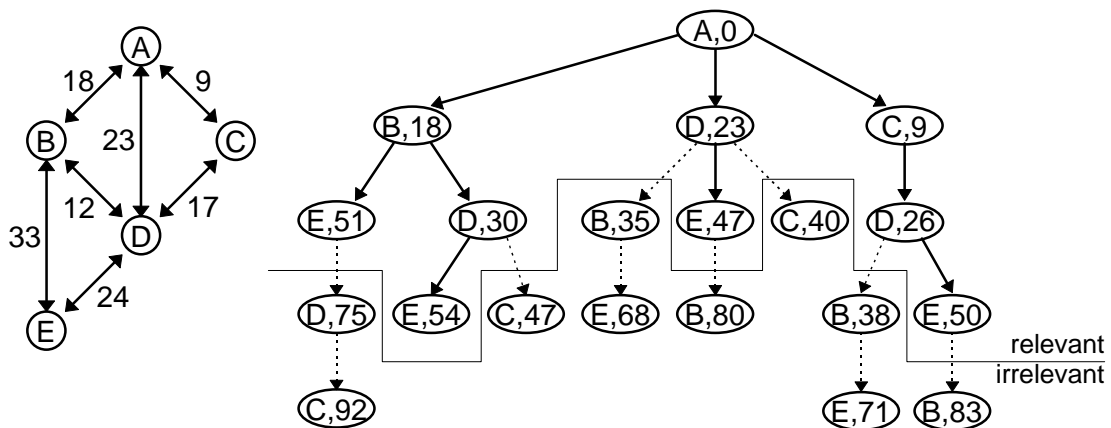 A
18
9
B
23
C
12
17
D
33
24
E
A,0
B,18
D,23
C,9
E,51
D,30
B,35
E,47
C,40
D,26
D,75
E,54
C,47
E,68
B,80
B,38
E,50
relevant
irrelevant
C,92
E,71
B,83